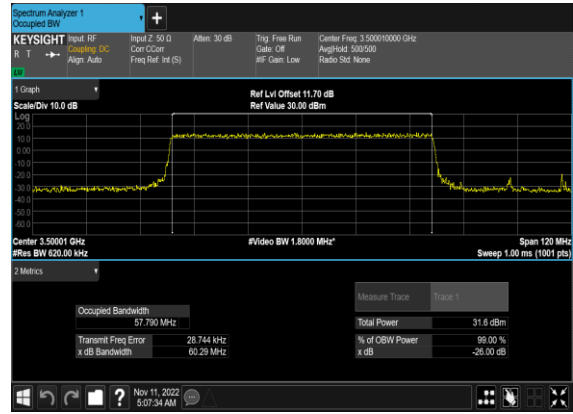 Spectrum Analyzer 1
Occupied BW
KEYSIGHT
R T
Input: RF
Coupling: DC
Align: Auto
Input Z: 50 Ω
Corr CCorr
Freq Ref: Int (S)
Atten: 30 dB
Trig: Free Run
Gate: Off
#IF Gain: Low
Center Freq: 3.500010000 GHz
Avg|Hold: 500/500
Radio Std: None
LNI
1 Graph
Scale/Div 10.0 dB
Ref Lvl Offset 11.70 dB
Ref Value 30.00 dBm
Log
20.0
10.0
0.00
-10.0
-20.0
-30.0
-40.0
-50.0
-60.0
Center 3.50001 GHz
#Res BW 620.00 kHz
#Video BW 1.8000 MHz*
Span 120 MHz
Sweep 1.00 ms (1001 pts)
2 Metrics
Measure Trace
Trace 1
Occupied Bandwidth
57.790 MHz
Total Power
31.6 dBm
Transmit Freq Error
28.744 kHz
% of OBW Power
99.00 %
x dB Bandwidth
60.29 MHz
x dB
-26.00 dB
?
Nov 11, 2022
5:07:34 AM